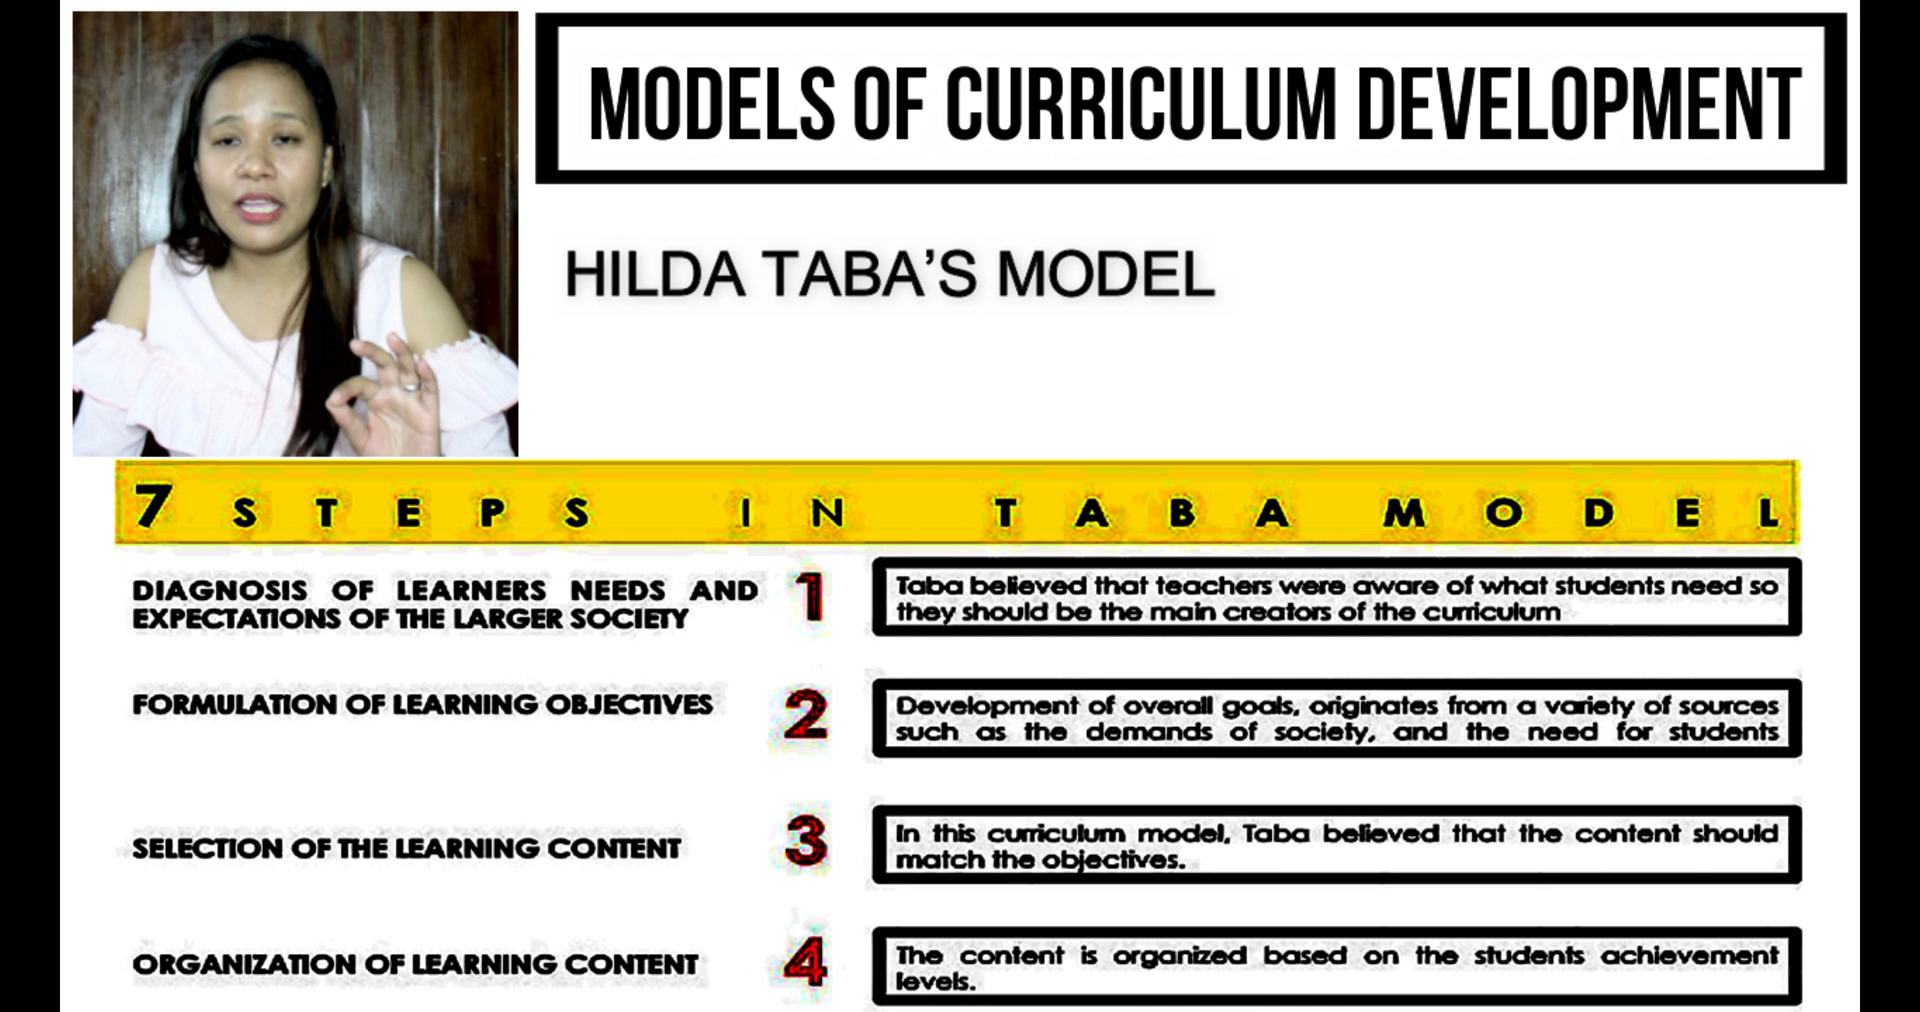 MODELS OF CURRICULUM DEVELOPMENT
HILDA TABA'S MODEL
7 STEPS IN TABA MODEL
DIAGNOSIS OF LEARNERS NEEDS AND
EXPECTATIONS OF THE LARGER SOCIETY
1
Taba believed that teachers were aware of what students need so
they should be the main creators of the curriculum
FORMULATION OF LEARNING OBJECTIVES
2
Development of overall goals, originates from a variety of sources
such as the demands of society, and the need for students
SELECTION OF THE LEARNING CONTENT
3
In this curriculum model, Taba believed that the content should
match the objectives.
ORGANIZATION OF LEARNING CONTENT
4
The content is organized based on the students achievement
levels.